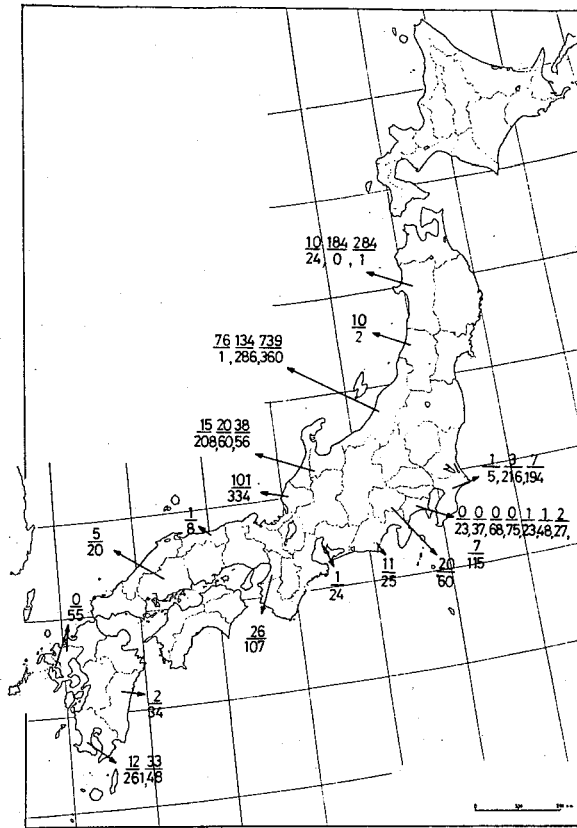 10/24, 184/0, 284/1
10/2
76/1, 134/286, 739/360
15/208, 20/60, 38/56
101/334
1/5, 3/216, 7/194
1/8
0/23, 0/37, 0/68, 0/75, 1/23, 1/48, 2/27,
7/115
5/20
1/24
11/25
20/60
0/55
26/107
2/34
12/261, 33/48